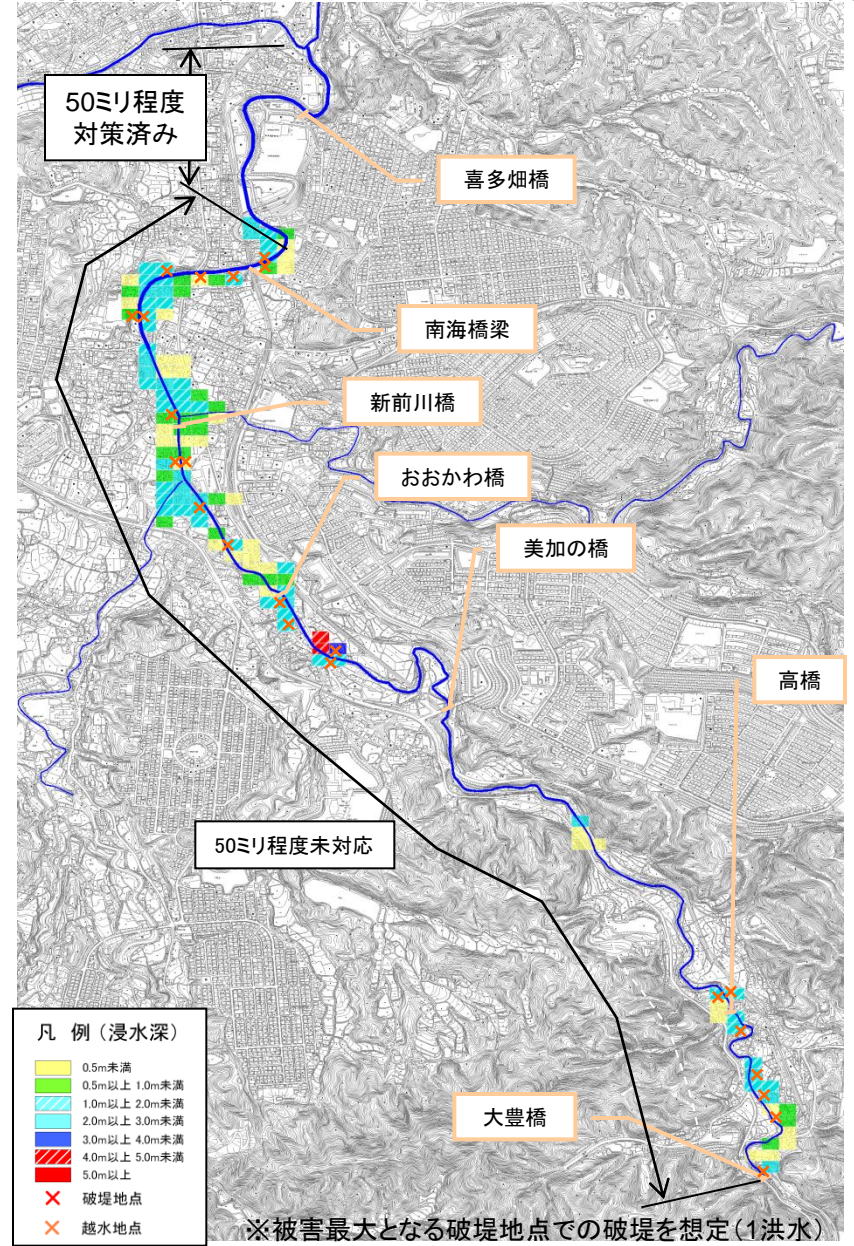 50ミリ程度
対策済み
喜多畑橋
南海橋梁
新前川橋
おおかわ橋
美加の橋
高橋
50ミリ程度未対応
大豊橋
凡 例(浸水深)
0.5m未満
0.5m以上 1.0m未満
1.0m以上 2.0m未満
2.0m以上 3.0m未満
3.0m以上 4.0m未満
4.0m以上 5.0m未満
5.0m以上
破堤地点
越水地点
※被害最大となる破堤地点での破堤を想定(1洪水)